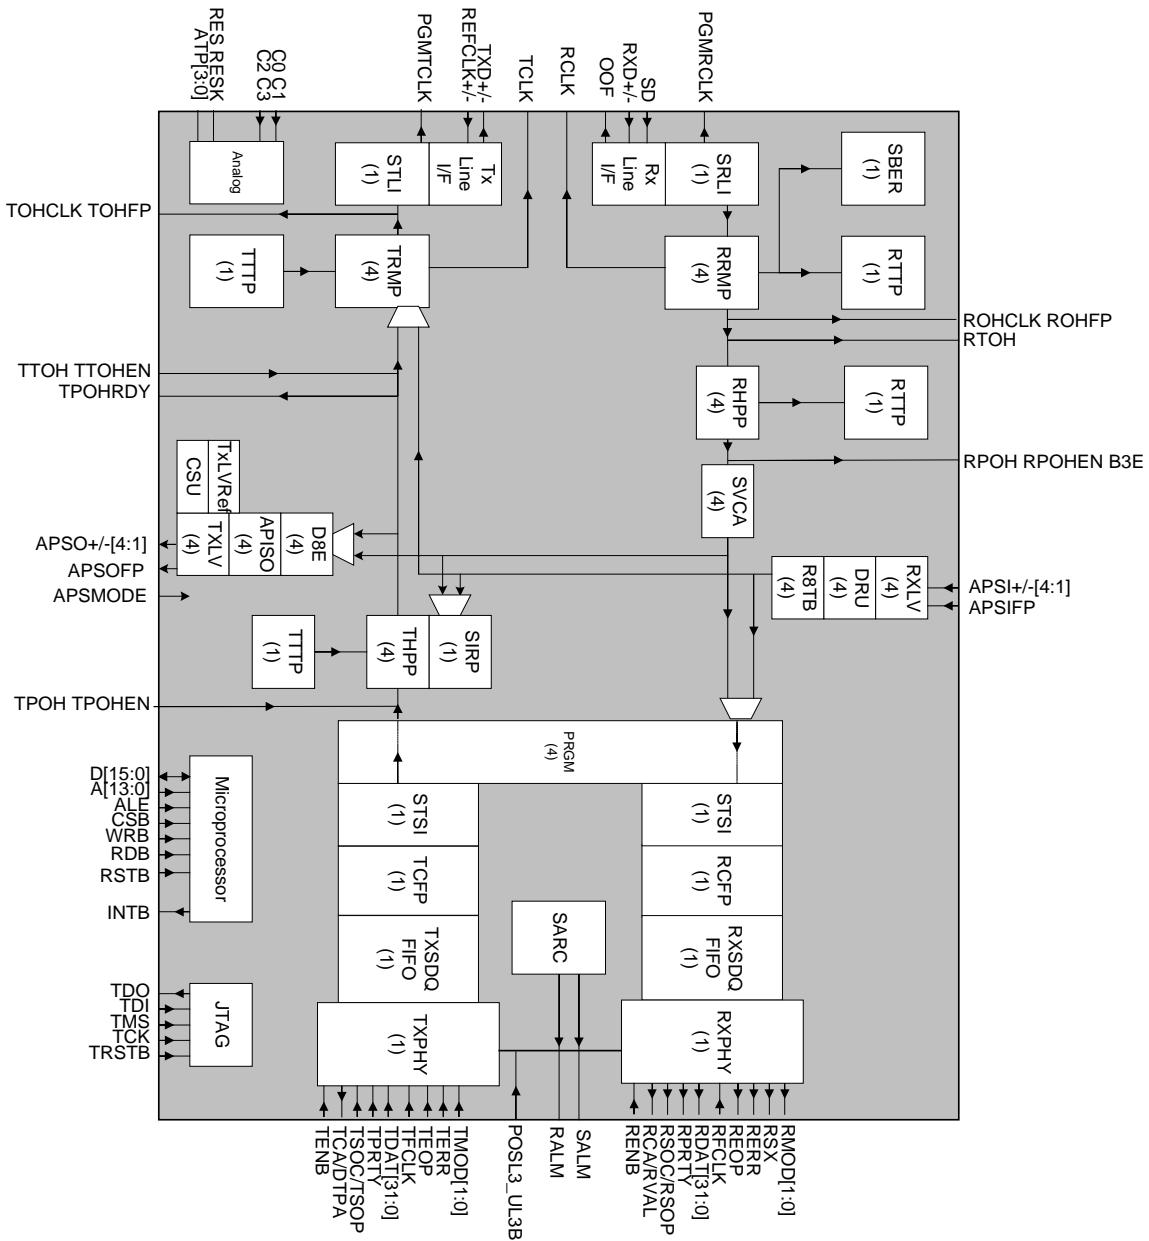 ATP[3:0]
RES RESK
C2 C3
C0 C1
PGMTCLK
REFCLK+/-
TXD+/-
TCLK
RCLK
OOF
RXD+/-
SD
PGMRCLK
Analog
STLI
(1)
Tx
Line
I/F
Rx
Line
I/F
SRLI
(1)
SBER
(1)
TOHCLK TOHFP
TTTP
(1)
TRMP
(4)
RRMP
(4)
RTTP
(1)
ROHCLK ROHFP
RTOH
TTOH TTOHEN
TPOHRDY
RHPP
(4)
RTTP
(1)
RPOH RPOHEN B3E
TxLVRef
CSU
SVCA
(4)
TXLV
(4)
APISO
(4)
D8E
(4)
APSO+/-[4:1]
APSOFP
APSMODE
R8TB
(4)
DRU
(4)
RXLV
(4)
APSI+/-[4:1]
APSIFP
TTTP
(1)
THPP
(4)
SIRP
(1)
TPOH TPOHEN
PRGM
(4)
D[15:0]
A[13:0]
ALE
CSB
WRB
RDB
RSTB
INTB
Microprocessor
STSI
(1)
STSI
(1)
TCFP
(1)
RCFP
(1)
SARC
TXSDQ
FIFO
(1)
RXSDQ
FIFO
(1)
TDO
TDI
TMS
TCK
TRSTB
JTAG
TXPHY
(1)
RXPHY
(1)
TENB
TCA/DTPA
TSOC/TSOP
TPRTY
TDAT[31:0]
TFCLK
TEOP
TERR
TMOD[1:0]
POSL3_UL3B
RALM
SALM
RENB
RCA/RVAL
RSOC/RSOP
RPRTY
RDAT[31:0]
RFCLK
REOP
RERR
RSX
RMOD[1:0]